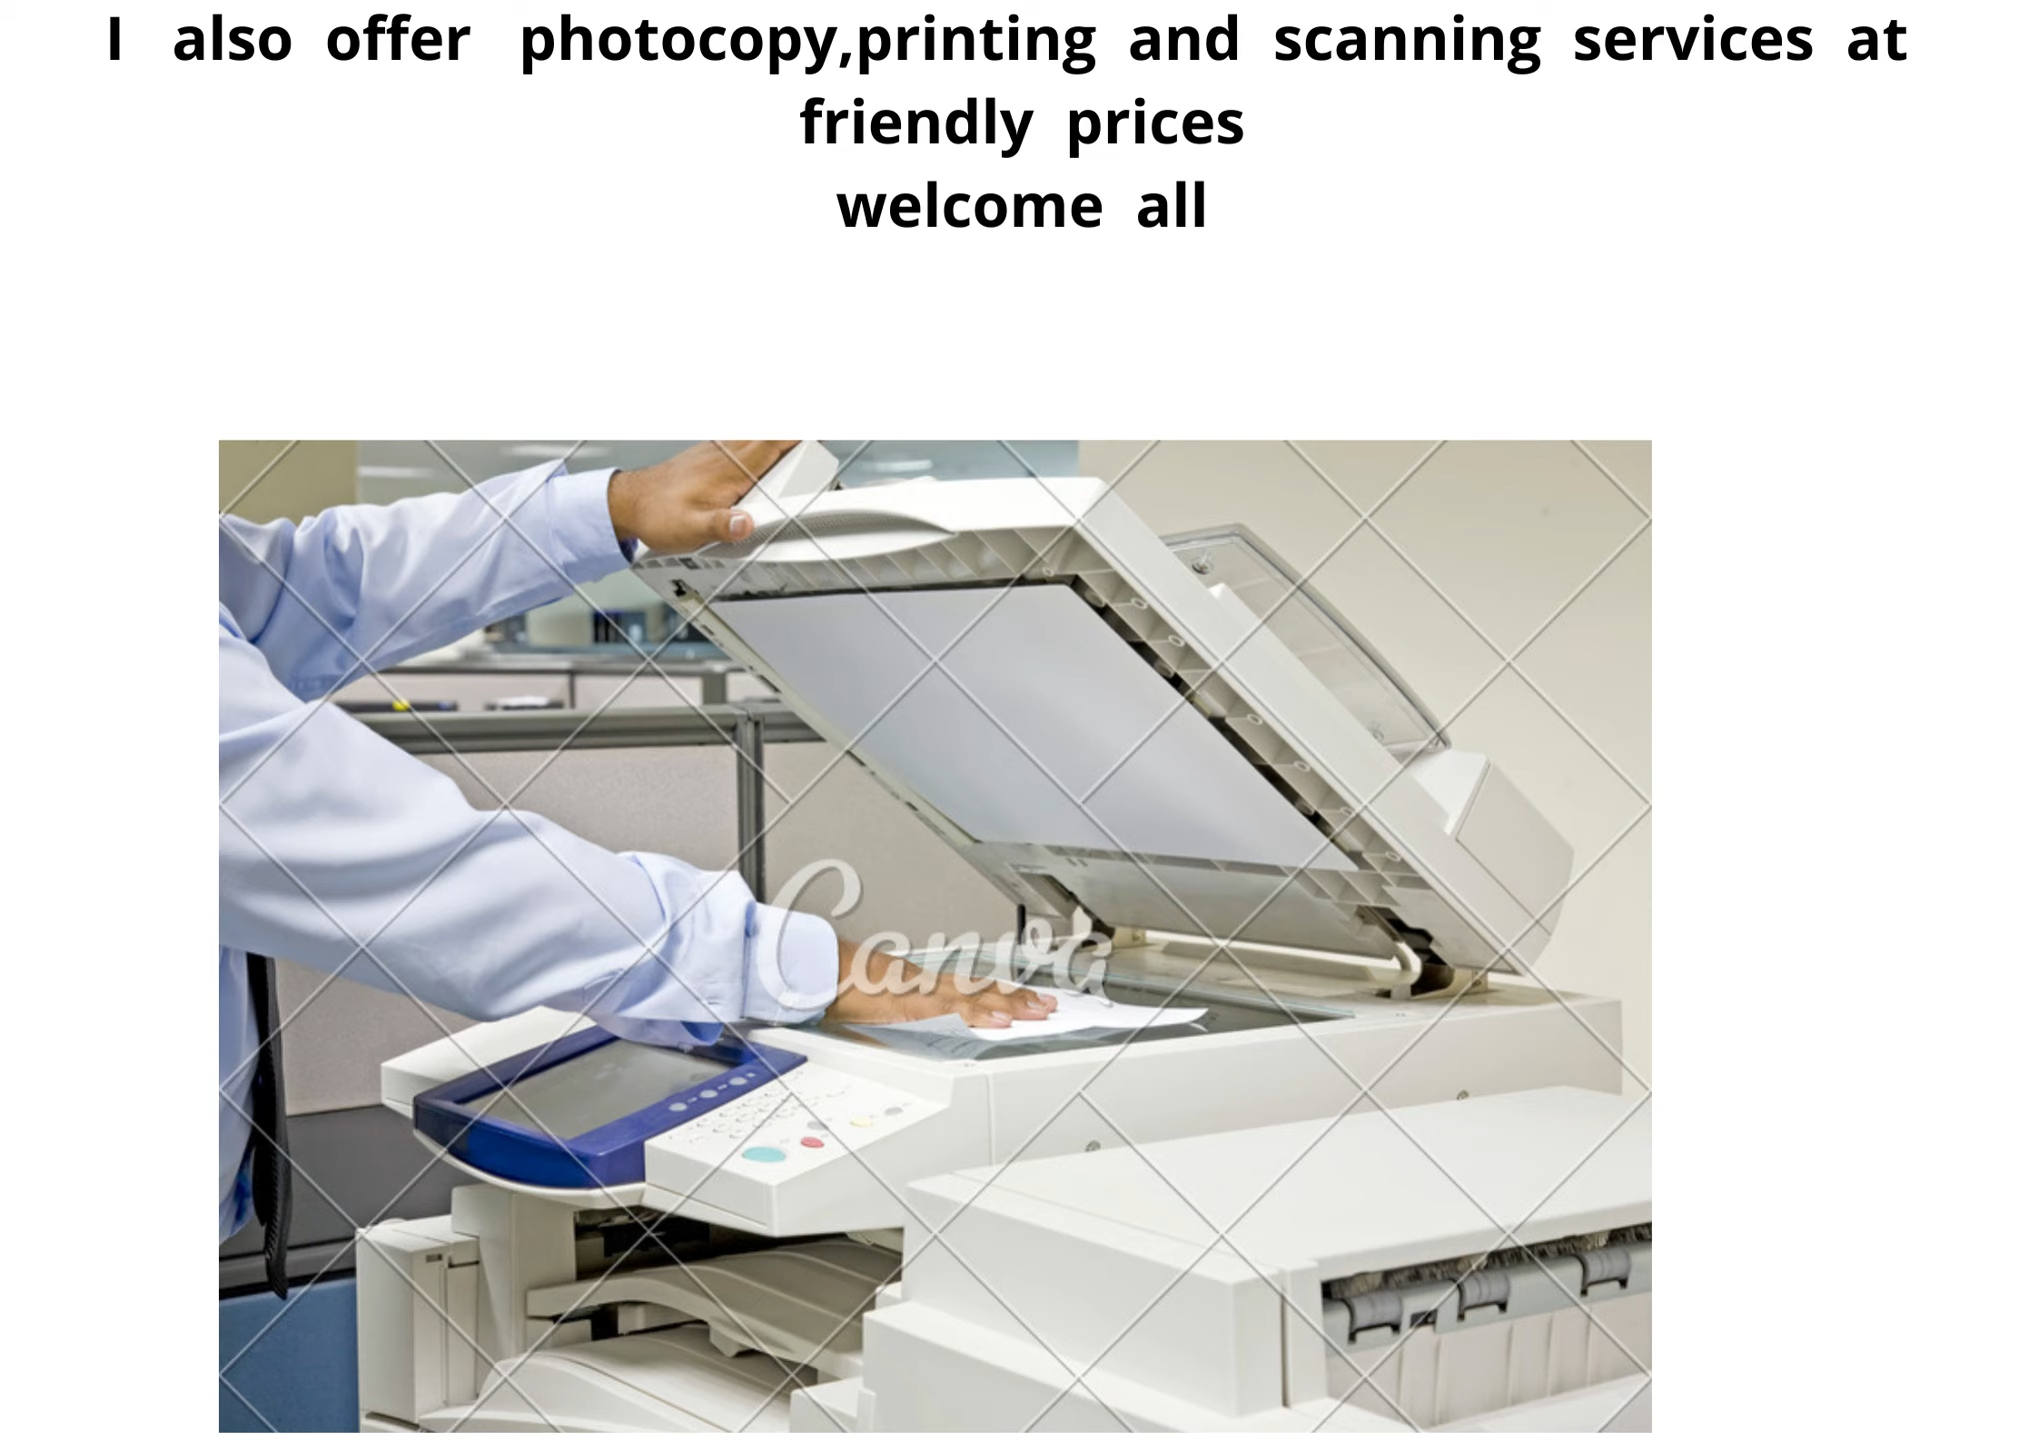 I also offer photocopy,printing and scanning services at
friendly prices
welcome all
Canva